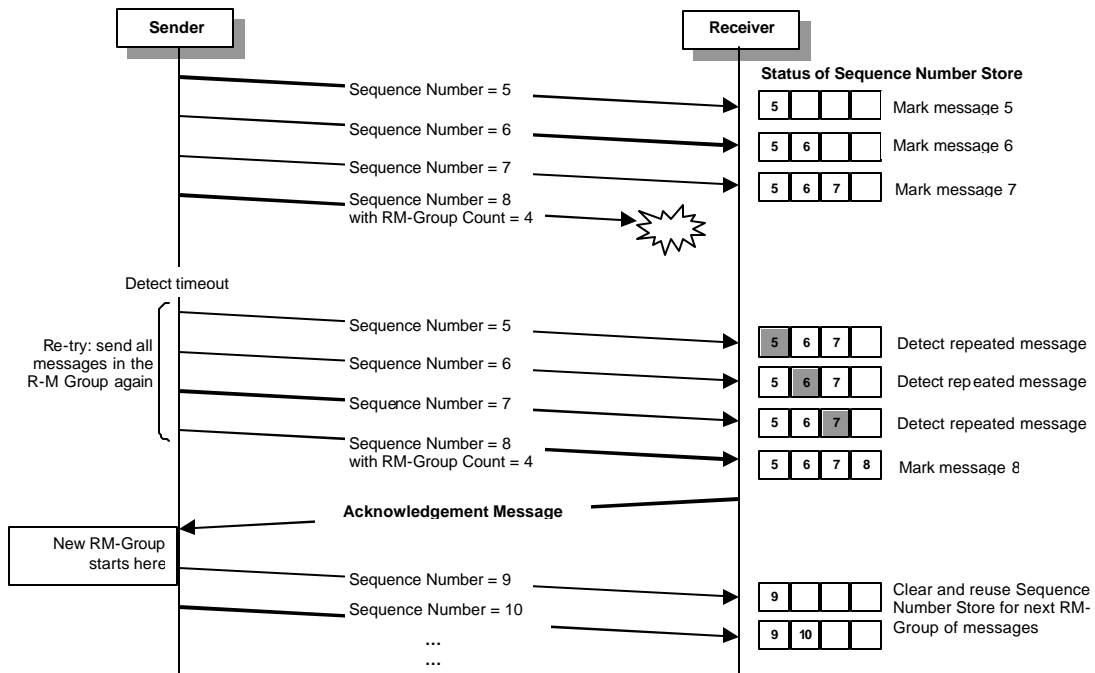 Sender
Receiver
Status of Sequence Number Store
Sequence Number = 5
5
Mark message 5
Sequence Number = 6
5 6
Mark message 6
Sequence Number = 7
5 6 7
Mark message 7
Sequence Number = 8
with RM-Group Count = 4
Detect timeout
Re-try: send all
messages in the
R-M Group again
Sequence Number = 5
5 6 7
Detect repeated message
Sequence Number = 6
5 6 7
Detect repeated message
Sequence Number = 7
5 6 7
Detect repeated message
Sequence Number = 8
with RM-Group Count = 4
5 6 7 8
Mark message 8
Acknowledgement Message
New RM-Group
starts here
Sequence Number = 9
9
Clear and reuse Sequence
Number Store for next RM-
Group of messages
Sequence Number = 10
9 10
...
...